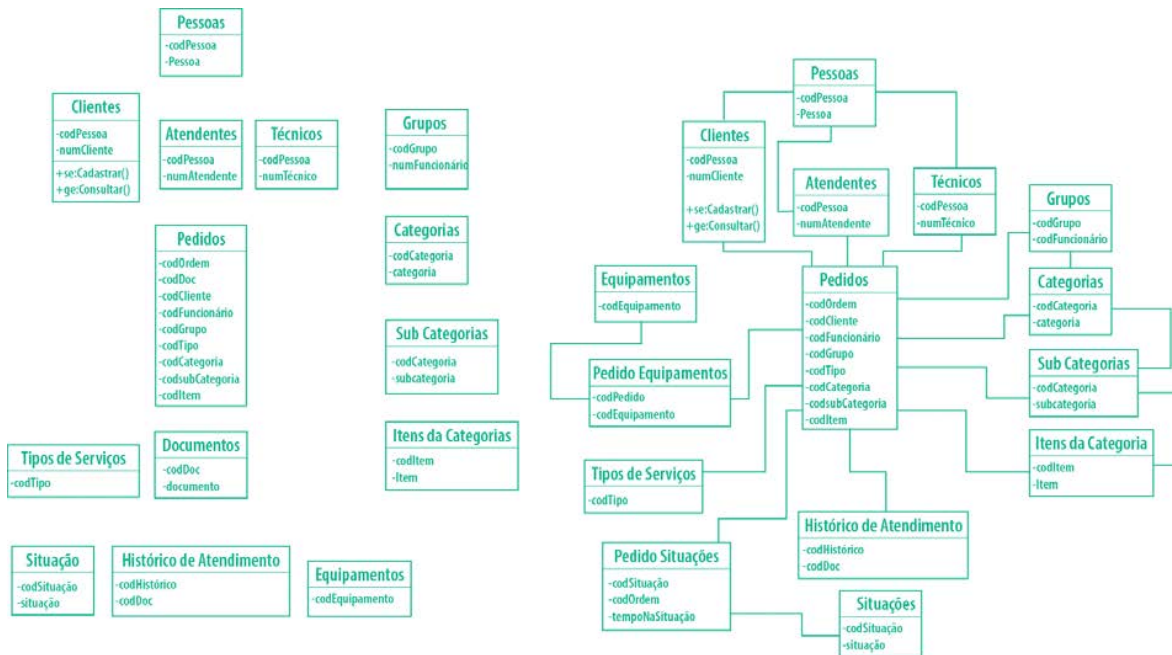 Pessoas
-codPessoa
-Pessoa
Clientes
-codPessoa
-numCliente
+se:Cadastrar()
+ge:Consultar()
Atendentes
-codPessoa
-numAtendente
Técnicos
-codPessoa
-numTécnico
Grupos
-codGrupo
-numFuncionário
Pedidos
-codOrdem
-codDoc
-codCliente
-codFuncionário
-codGrupo
-codTipo
-codCategoria
-codsubCategoria
-codItem
Categorias
-codCategoria
-categoria
Sub Categorias
-codCategoria
-subcategoria
Itens da Categorias
-codItem
-Item
Tipos de Serviços
-codTipo
Documentos
-codDoc
-documento
Situação
-codSituação
-situação
Histórico de Atendimento
-codHistórico
-codDoc
Equipamentos
-codEquipamento
Pessoas
-codPessoa
-Pessoa
Clientes
-codPessoa
-numCliente
+se:Cadastrar()
+ge:Consultar()
Atendentes
-codPessoa
-numAtendente
Técnicos
-codPessoa
-numTécnico
Grupos
-codGrupo
-codFuncionário
Equipamentos
-codEquipamento
Pedidos
-codOrdem
-codCliente
-codFuncionário
-codGrupo
-codTipo
-codCategoria
-codsubCategoria
-codItem
Categorias
-codCategoria
-categoria
Pedido Equipamentos
-codPedido
-codEquipamento
Sub Categorias
-codCategoria
-subcategoria
Itens da Categoria
-codItem
-Item
Tipos de Serviços
-codTipo
Histórico de Atendimento
-codHistórico
-codDoc
Pedido Situações
-codSituação
-codOrdem
-tempoNaSituação
Situações
-codSituação
-situação